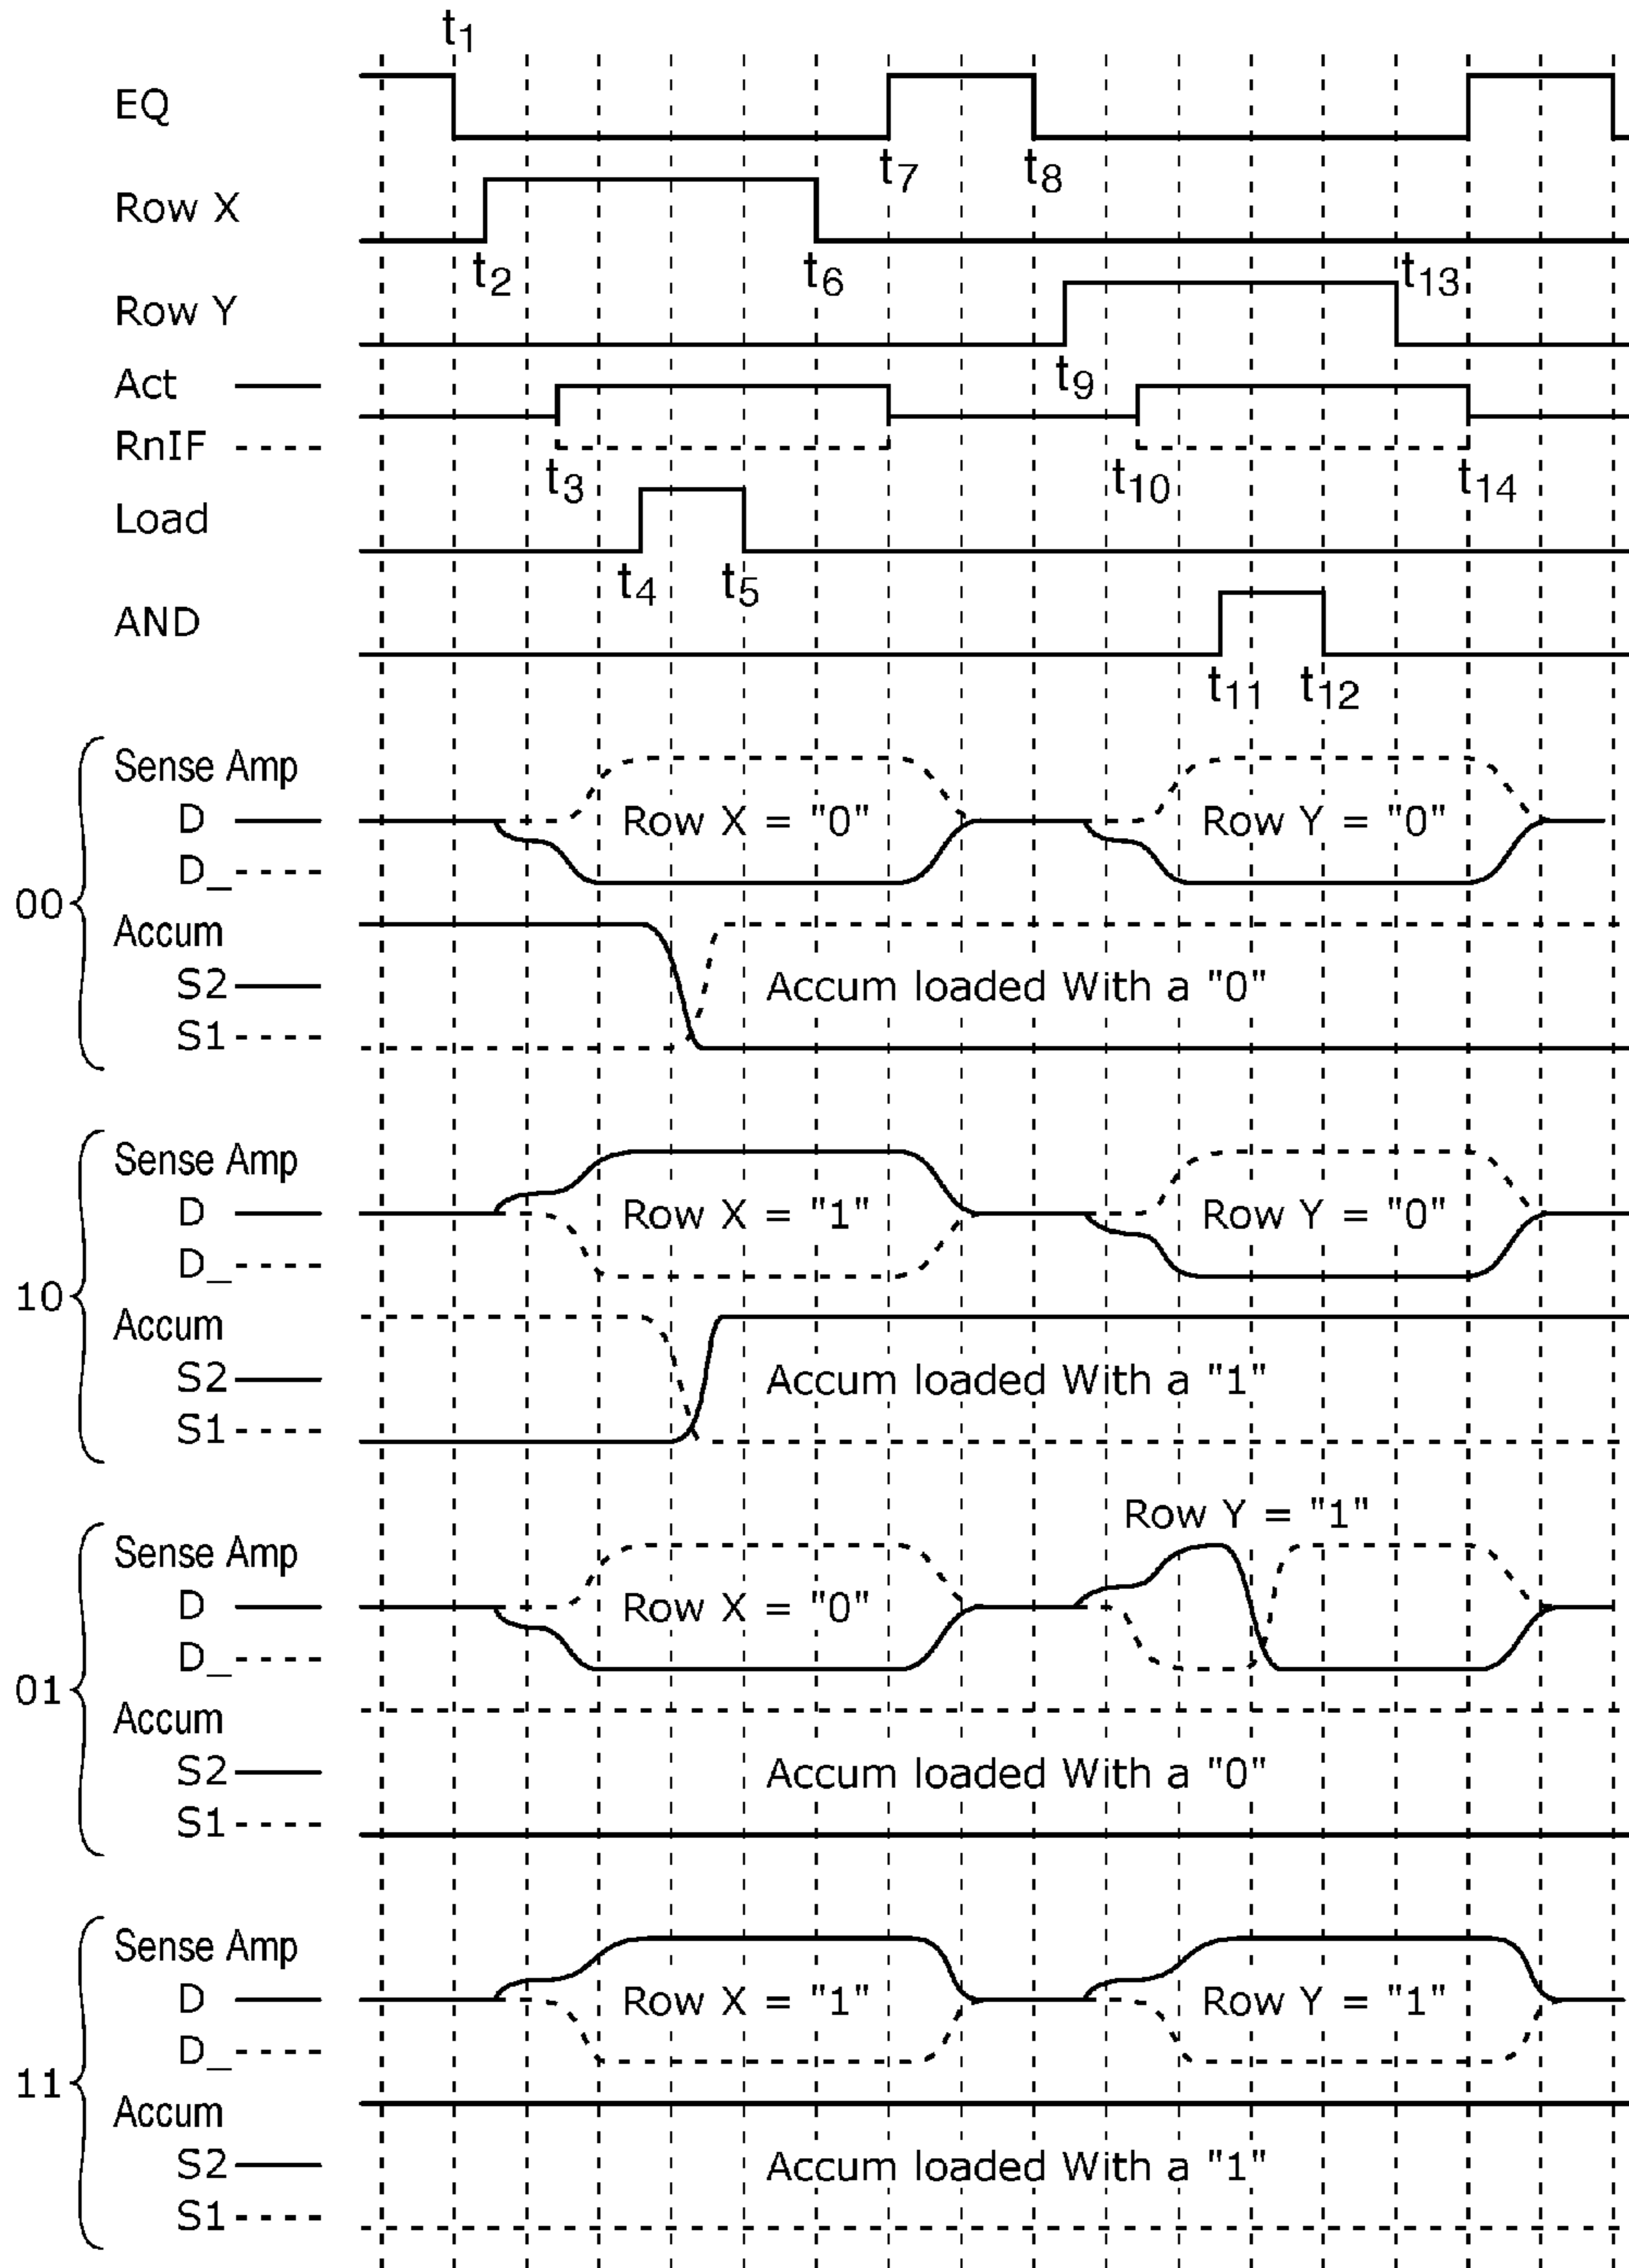 t1
EQ
t7 t8
Row X
t2 t6 t13
Row Y
t9
Act
RnIF
t3 t10 t14
Load
t4 t5
AND
t11 t12
00
Sense Amp
D
D_
Row X = "0" Row Y = "0"
Accum
S2
S1
Accum loaded With a "0"
10
Sense Amp
D
D_
Row X = "1" Row Y = "0"
Accum
S2
S1
Accum loaded With a "1"
01
Row Y = "1"
Sense Amp
D
D_
Row X = "0"
Accum
S2
S1
Accum loaded With a "0"
11
Sense Amp
D
D_
Row X = "1" Row Y = "1"
Accum
S2
S1
Accum loaded With a "1"